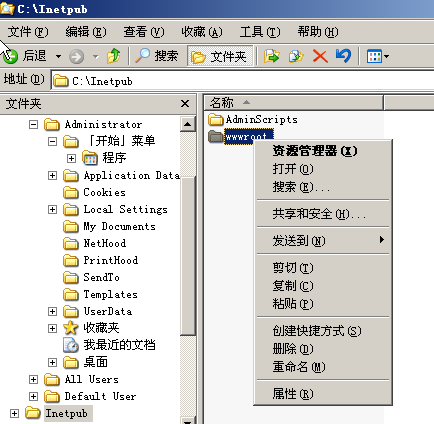 C:\Inetpub
文件(F) 编辑(E) 查看(V) 收藏(A) 工具(T) 帮助(H)
后退 搜索 文件夹
地址(D) C:\Inetpub
文件夹
名称
Administrator
「开始」菜单
程序
Application Data
Cookies
Local Settings
My Documents
NetHood
PrintHood
SendTo
Templates
UserData
收藏夹
我最近的文档
桌面
All Users
Default User
Inetpub
AdminScripts
wwwroot
资源管理器(X)
打开(O)
搜索(E)...
共享和安全(H)...
发送到(N)
剪切(T)
复制(C)
粘贴(P)
创建快捷方式(S)
删除(D)
重命名(M)
属性(R)